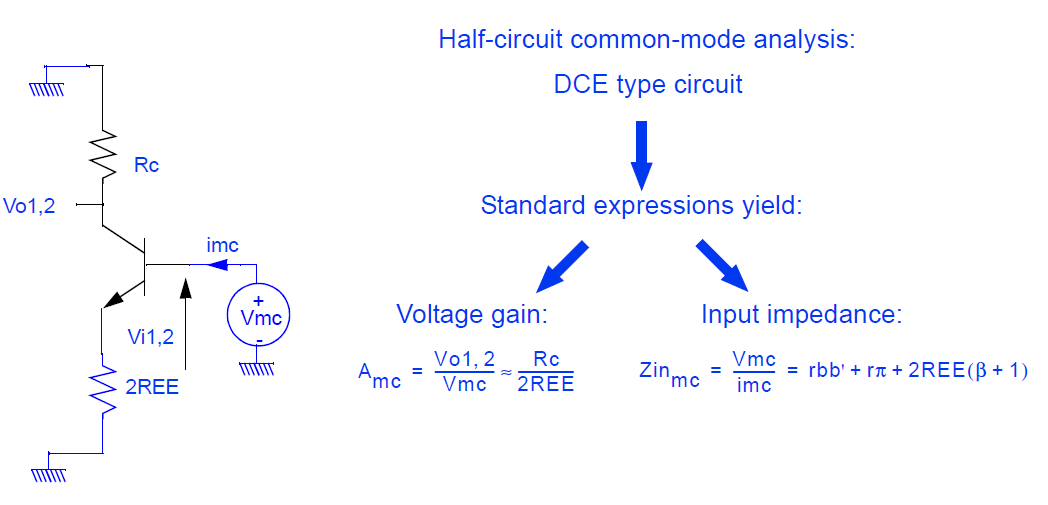 Half-circuit common-mode analysis:
DCE type circuit
Rc
Vo1,2
Standard expressions yield:
imc
+
Vmc
-
Vi1,2
2REE
Voltage gain:
Amc = Vo1, 2 / Vmc ≈ Rc / 2REE
Input impedance:
Zinmc = Vmc / imc = rbb' + rπ + 2REE(β + 1)